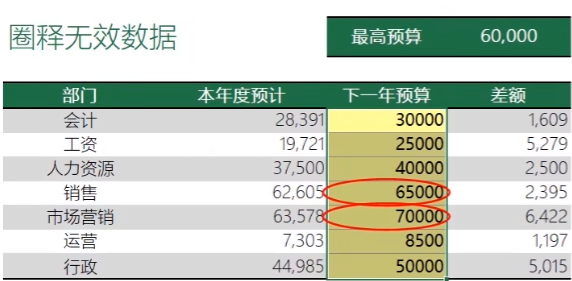 圈释无效数据
最高预算 60,000
部门 本年度预计 下一年预算 差额
会计 28,391 30000 1,609
工资 19,721 25000 5,279
人力资源 37,500 40000 2,500
销售 62,605 65000 2,395
市场营销 63,578 70000 6,422
运营 7,303 8500 1,197
行政 44,985 50000 5,015